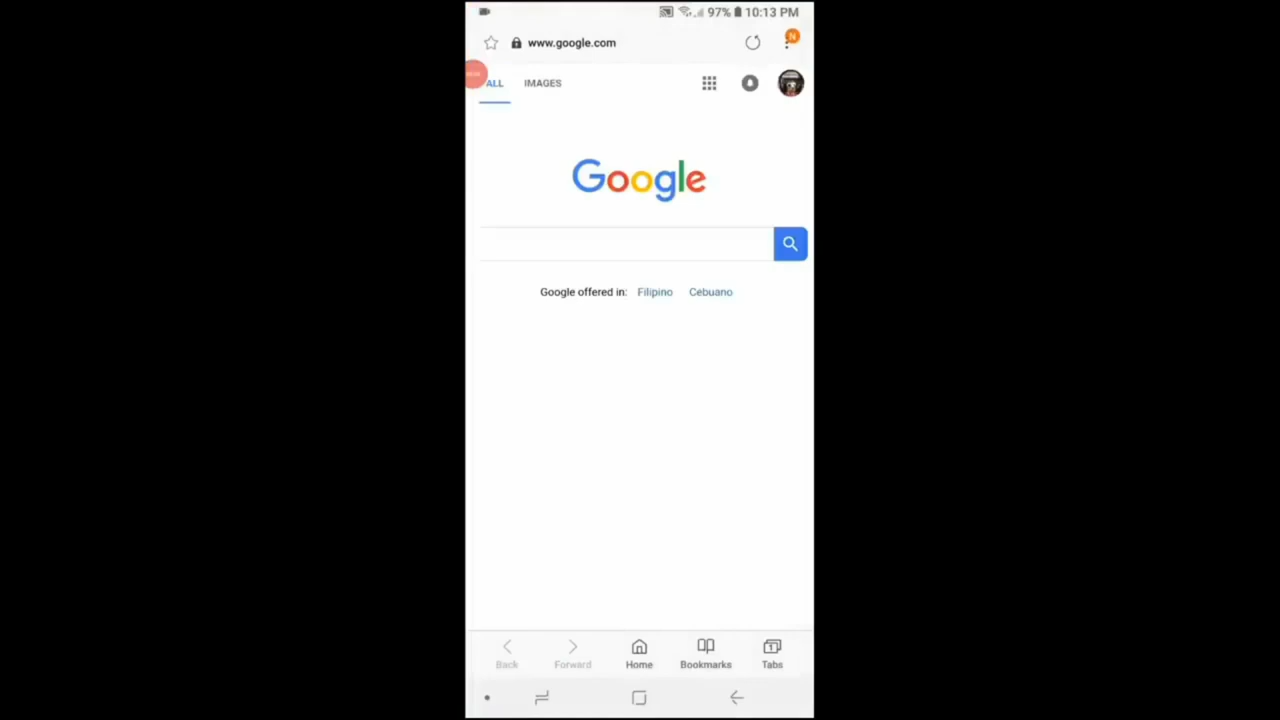 97% 10:13 PM
www.google.com
N
ALL IMAGES
Google
Google offered in: Filipino Cebuano
1
Back Forward Home Bookmarks Tabs